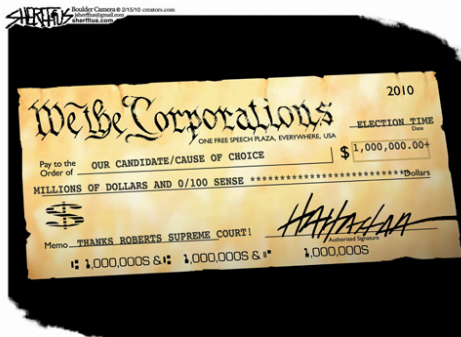 SHERFFIUS Boulder Camera © 2/15/10 creators.com
jsherffius@gmail.com
sherffius.com
2010
We the Corporations
ONE FREE SPEECH PLAZA, EVERYWHERE, USA
ELECTION TIME
Date
Pay to the
Order of OUR CANDIDATE/CAUSE OF CHOICE $ 1,000,000.00+
MILLIONS OF DOLLARS AND 0/100 SENSE ************************Dollars
$
HAHAHAA
Memo THANKS ROBERTS SUPREME COURT!
Authorized Signature
1,000,000S & 1,000,000S & 1,000,000S